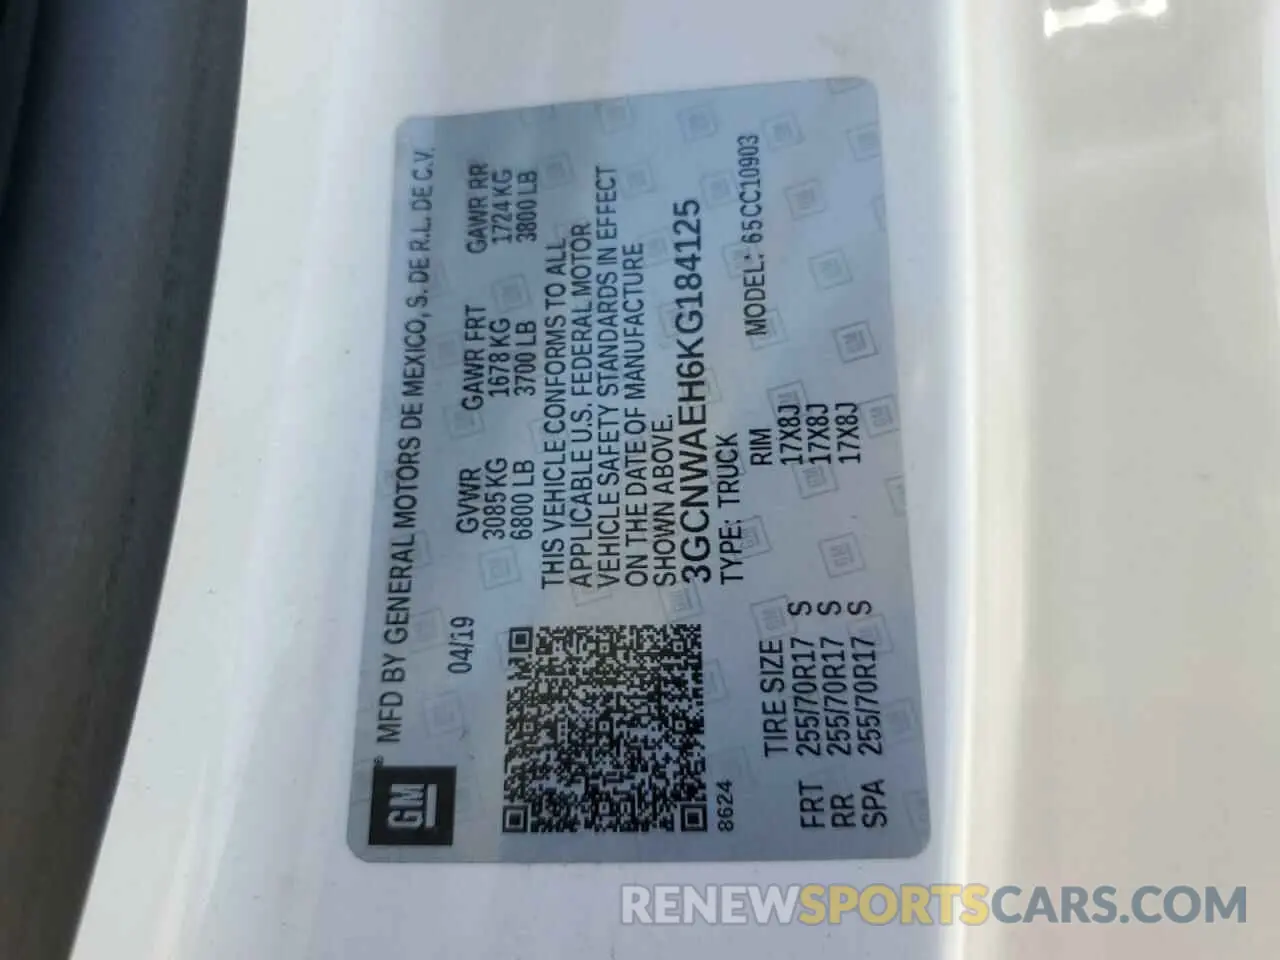 GM®
MFD BY GENERAL MOTORS DE MEXICO, S. DE R.L. DE C.V.
04/19
GVWR GAWR FRT GAWR RR
3085 KG 1678 KG 1724 KG
6800 LB 3700 LB 3800 LB
THIS VEHICLE CONFORMS TO ALL
APPLICABLE U.S. FEDERAL MOTOR
VEHICLE SAFETY STANDARDS IN EFFECT
ON THE DATE OF MANUFACTURE
SHOWN ABOVE.
3GCNWAEH6KG184125
8624 TYPE: TRUCK MODEL: 65CC10903
TIRE SIZE RIM
FRT 255/70R17 S 17X8J
RR 255/70R17 S 17X8J
SPA 255/70R17 S 17X8J
RENEWSPORTSCARS.COM